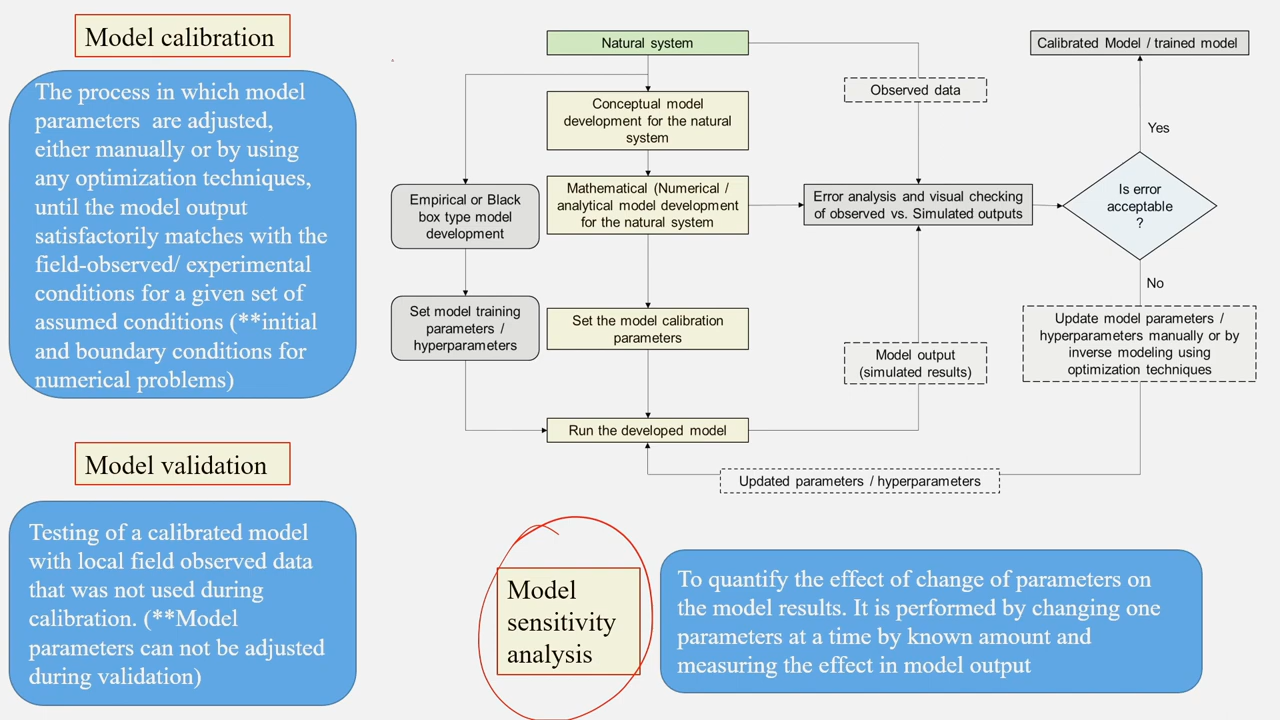 Model calibration
The process in which model
parameters are adjusted,
either manually or by using
any optimization techniques,
until the model output
satisfactorily matches with the
field-observed/ experimental
conditions for a given set of
assumed conditions (**initial
and boundary conditions for
numerical problems)
Model validation
Testing of a calibrated model
with local field observed data
that was not used during
calibration. (**Model
parameters can not be adjusted
during validation)
Natural system
Conceptual model
development for the natural
system
Mathematical (Numerical /
analytical model development
for the natural system)
Empirical or Black
box type model
development
Set model training
parameters /
hyperparameters
Set the model calibration
parameters
Run the developed model
Observed data
Error analysis and visual checking
of observed vs. Simulated outputs
Model output
(simulated results)
Calibrated Model / trained model
Yes
Is error
acceptable
?
No
Update model parameters /
hyperparameters manually or by
inverse modeling using
optimization techniques
Updated parameters / hyperparameters
Model
sensitivity
analysis
To quantify the effect of change of parameters on
the model results. It is performed by changing one
parameters at a time by known amount and
measuring the effect in model output